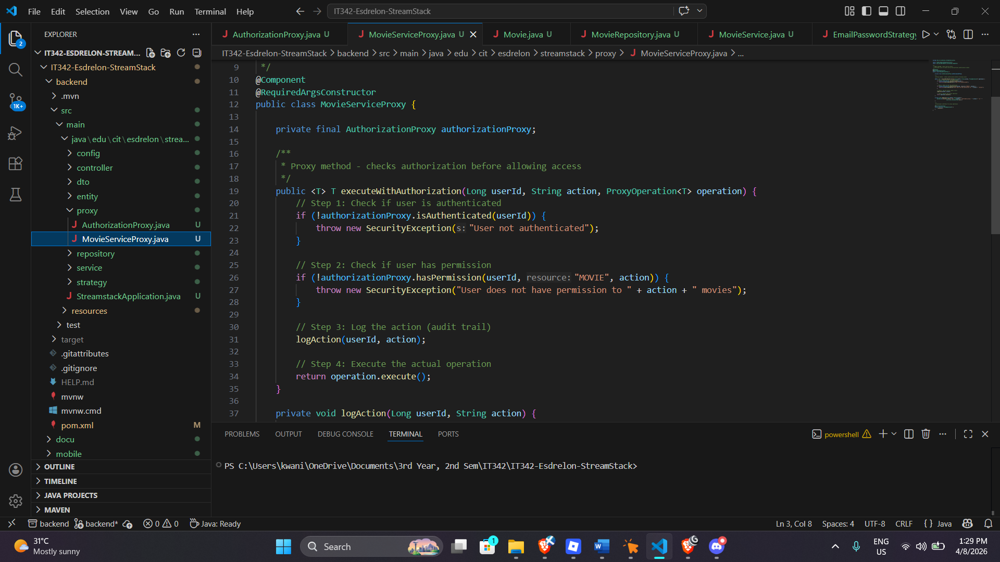 File Edit Selection View Go Run Terminal Help
IT342-Esdrelon-StreamStack
EXPLORER
2
1K+
IT342-ESDRELON-STREAM...
IT342-Esdrelon-StreamStack
backend
.mvn
src
main
java\edu\cit\esdrelon\strea...
config
controller
dto
entity
proxy
AuthorizationProxy.java U
MovieServiceProxy.java U
repository
service
strategy
StreamstackApplication.java U
resources
test
target
.gitattributes
.gitignore
HELP.md
mvnw
mvnw.cmd
pom.xml M
docu
mobile
OUTLINE
TIMELINE
JAVA PROJECTS
MAVEN
AuthorizationProxy.java U MovieServiceProxy.java U Movie.java U MovieRepository.java U MovieService.java U EmailPasswordStrategy
IT342-Esdrelon-StreamStack > backend > src > main > java > edu > cit > esdrelon > streamstack > proxy > MovieServiceProxy.java > ...
9 */
10 @Component
11 @RequiredArgsConstructor
12 public class MovieServiceProxy {
13
14 private final AuthorizationProxy authorizationProxy;
15
16 /**
17 * Proxy method - checks authorization before allowing access
18 */
19 public <T> T executeWithAuthorization(Long userId, String action, ProxyOperation<T> operation) {
20 // Step 1: Check if user is authenticated
21 if (!authorizationProxy.isAuthenticated(userId)) {
22 throw new SecurityException(s: "User not authenticated");
23 }
24
25 // Step 2: Check if user has permission
26 if (!authorizationProxy.hasPermission(userId, resource: "MOVIE", action)) {
27 throw new SecurityException("User does not have permission to " + action + " movies");
28 }
29
30 // Step 3: Log the action (audit trail)
31 logAction(userId, action);
32
33 // Step 4: Execute the actual operation
34 return operation.execute();
35 }
36
37 private void logAction(Long userId, String action) {
PROBLEMS OUTPUT DEBUG CONSOLE TERMINAL PORTS
powershell
PS C:\Users\kwani\OneDrive\Documents\3rd Year, 2nd Sem\IT342\IT342-Esdrelon-StreamStack>
backend backend* 0 0 Java: Ready
Ln 3, Col 8 Spaces: 4 UTF-8 CRLF {} Java
31°C
Mostly sunny
Search
1
ENG
US
1:29 PM
4/8/2026